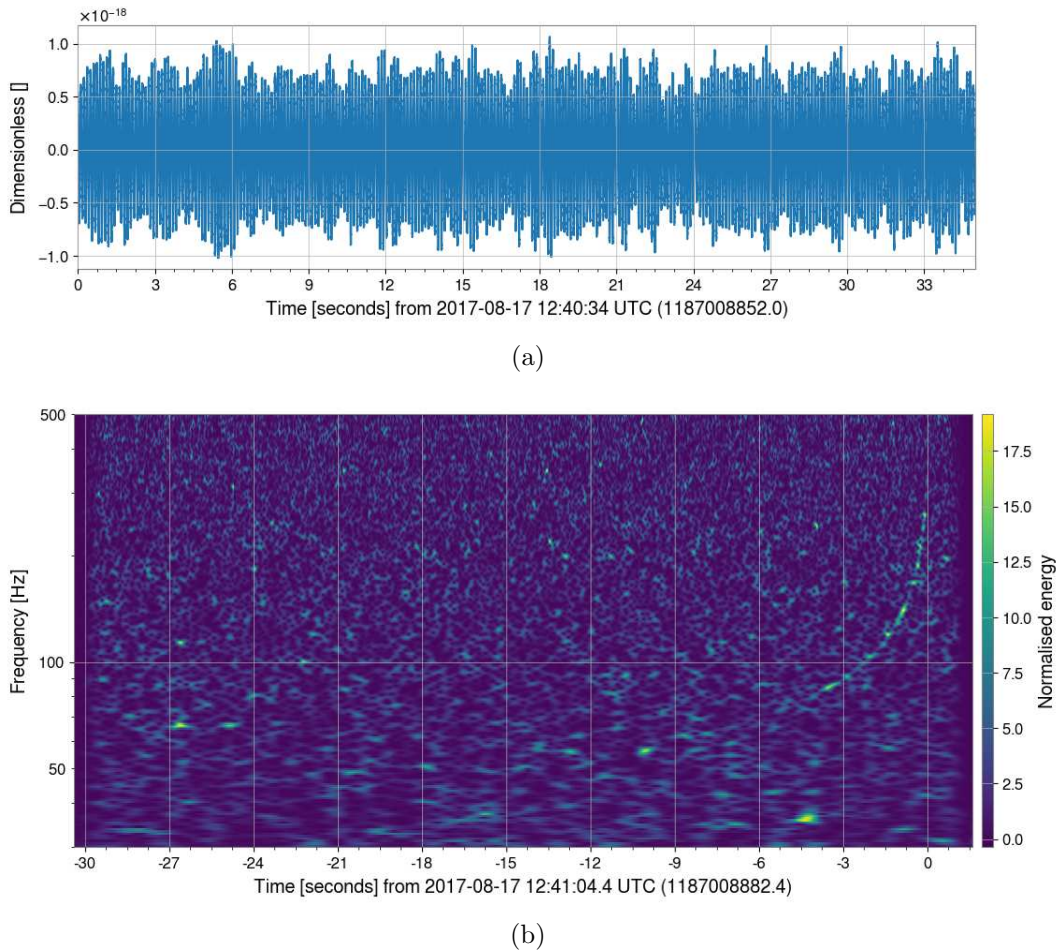 ×10⁻¹⁸
1.0
0.5
0.0
−0.5
−1.0
Dimensionless []
0 3 6 9 12 15 18 21 24 27 30 33
Time [seconds] from 2017-08-17 12:40:34 UTC (1187008852.0)
(a)
500
100
50
Frequency [Hz]
-30 -27 -24 -21 -18 -15 -12 -9 -6 -3 0
Time [seconds] from 2017-08-17 12:41:04.4 UTC (1187008882.4)
17.5
15.0
12.5
10.0
7.5
5.0
2.5
0.0
Normalised energy
(b)